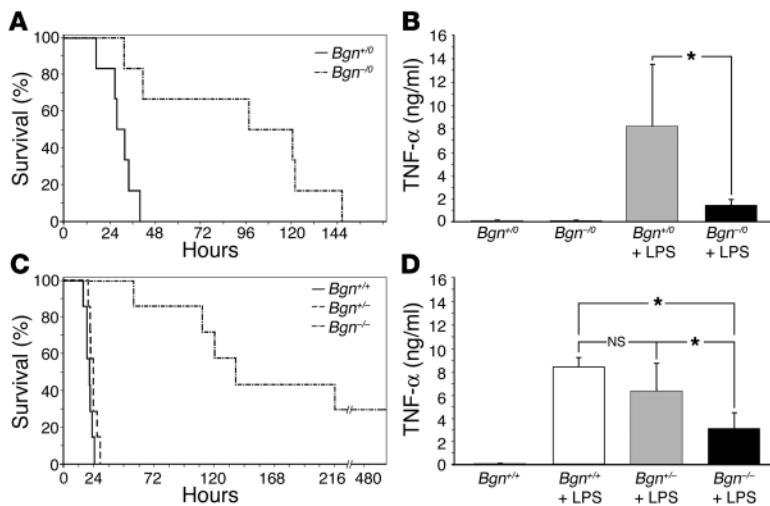 A
Survival (%)
100
80
60
40
20
0
Bgn+/0
Bgn−/0
0 24 48 72 96 120 144
Hours
B
TNF-α (ng/ml)
16
14
12
10
8
6
4
2
0
*
Bgn+/0 Bgn−/0 Bgn+/0 Bgn−/0
+ LPS + LPS
C
Survival (%)
100
80
60
40
20
0
Bgn+/+
Bgn+/−
Bgn−/−
0 24 72 120 168 216 480
Hours
D
TNF-α (ng/ml)
16
14
12
10
8
6
4
2
0
*
NS *
Bgn+/+ Bgn+/+ Bgn+/− Bgn−/−
+ LPS + LPS + LPS